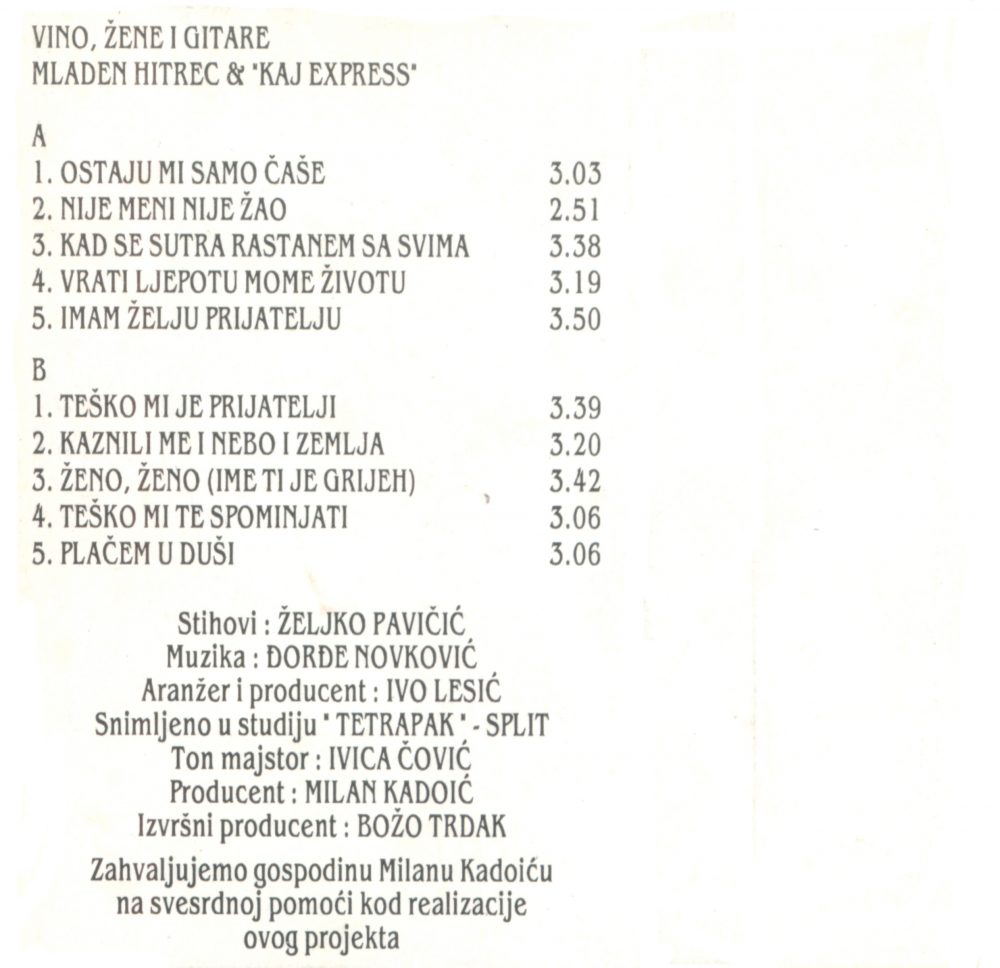 VINO, ŽENE I GITARE
MLADEN HITREC & "KAJ EXPRESS"
A
1. OSTAJU MI SAMO ČAŠE 3.03
2. NIJE MENI NIJE ŽAO 2.51
3. KAD SE SUTRA RASTANEM SA SVIMA 3.38
4. VRATI LJEPOTU MOME ŽIVOTU 3.19
5. IMAM ŽELJU PRIJATELJU 3.50
B
1. TEŠKO MI JE PRIJATELJI 3.39
2. KAZNILI ME I NEBO I ZEMLJA 3.20
3. ŽENO, ŽENO (IME TI JE GRIJEH) 3.42
4. TEŠKO MI TE SPOMINJATI 3.06
5. PLAČEM U DUŠI 3.06
Stihovi : ŽELJKO PAVIČIĆ
Muzika : ĐORĐE NOVKOVIĆ
Aranžer i producent : IVO LESIĆ
Snimljeno u studiju " TETRAPAK " - SPLIT
Ton majstor : IVICA ČOVIĆ
Producent : MILAN KADOIĆ
Izvršni producent : BOŽO TRDAK
Zahvaljujemo gospodinu Milanu Kadoiću
na svesrdnoj pomoći kod realizacije
ovog projekta